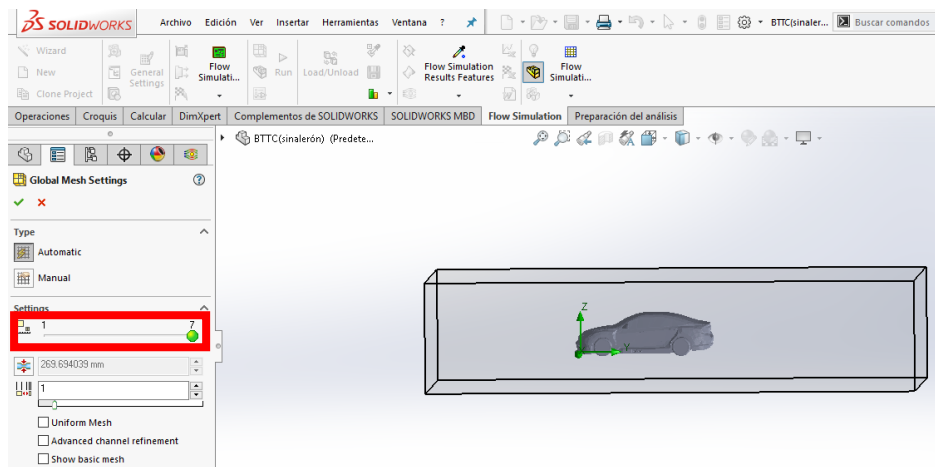 SOLIDWORKS
Archivo Edición Ver Insertar Herramientas Ventana ?
BTTC(sinaler... Buscar comandos
Wizard
New
Clone Project
General Settings
Flow Simulati...
Run
Load/Unload
Flow Simulation Results Features
Flow Simulati...
Operaciones Croquis Calcular DimXpert Complementos de SOLIDWORKS SOLIDWORKS MBD Flow Simulation Preparación del análisis
BTTC(sinalerón) (Predete...
Global Mesh Settings
Type
Automatic
Manual
Settings
1 7
269.694039 mm
1
Uniform Mesh
Advanced channel refinement
Show basic mesh
Z
Y